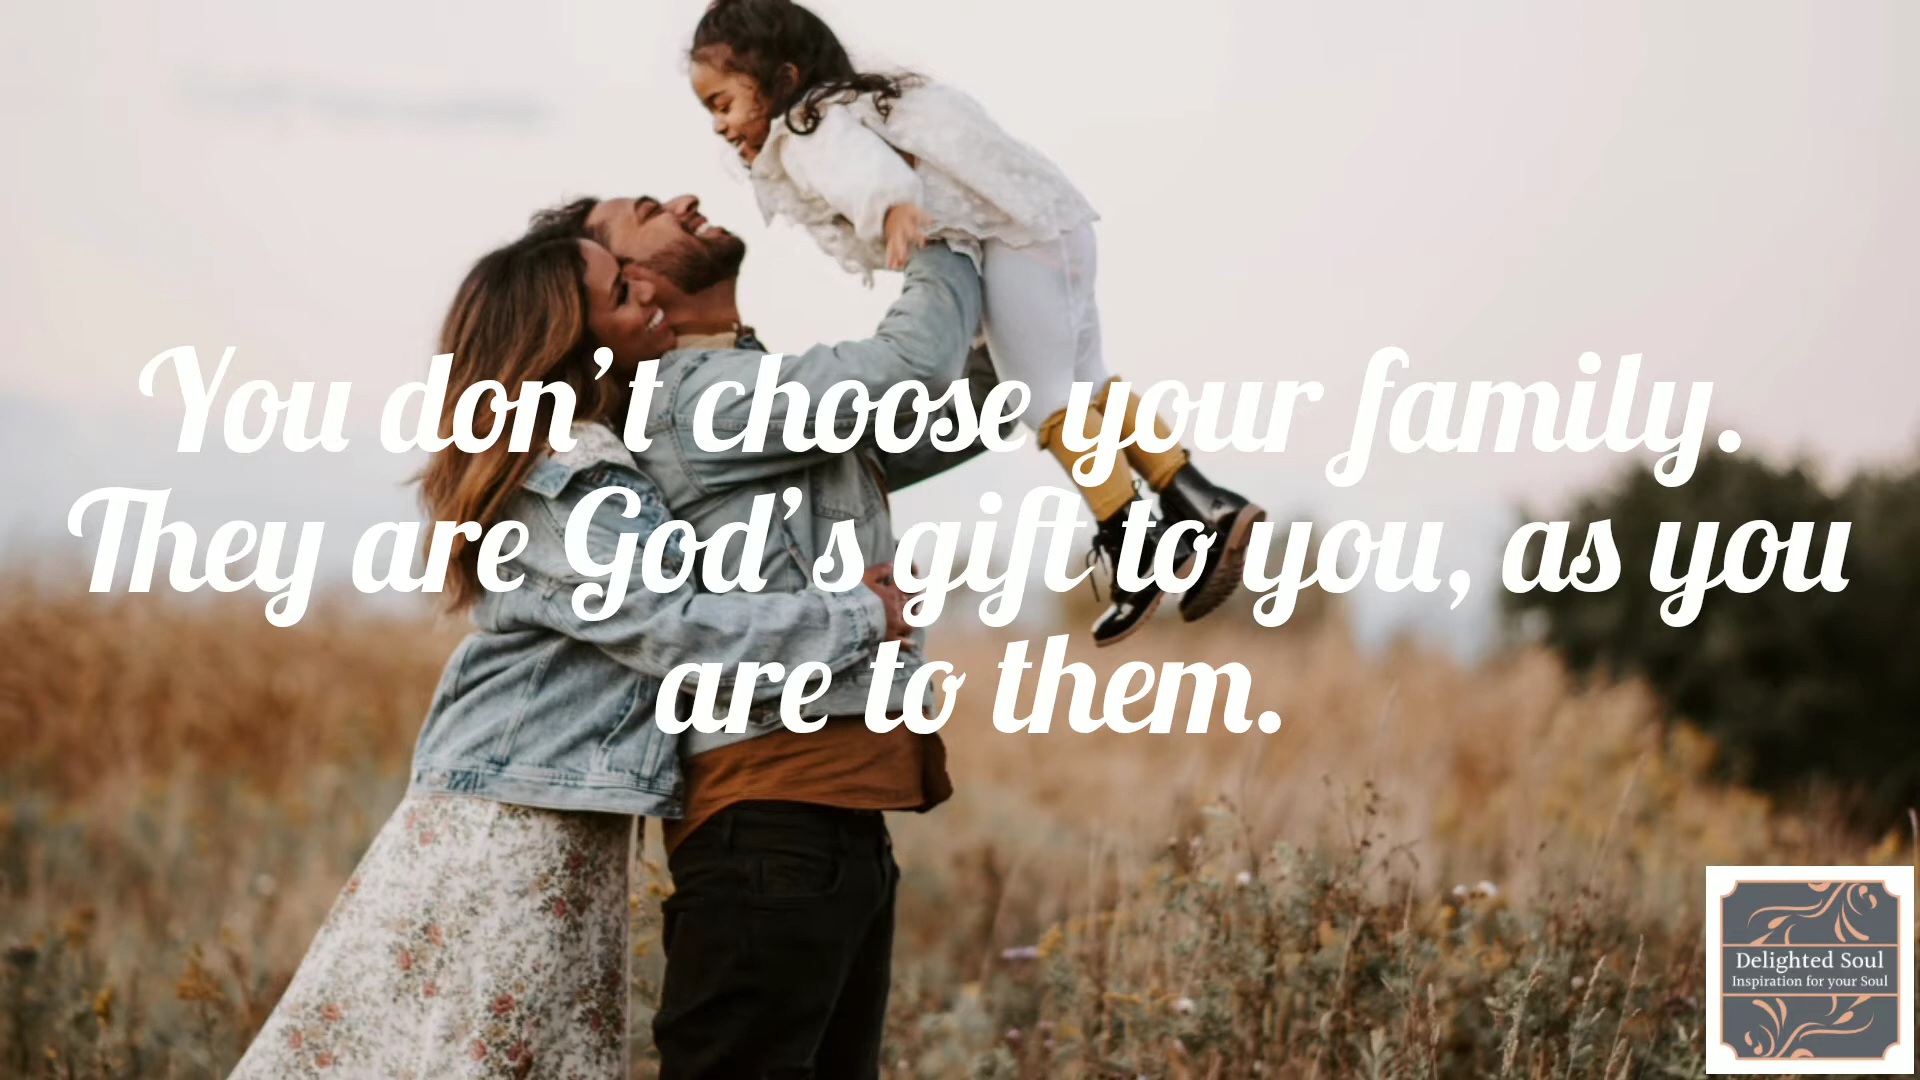 You don’t choose your family.
They are God’s gift to you, as you
are to them.
Delighted Soul
Inspiration for your Soul